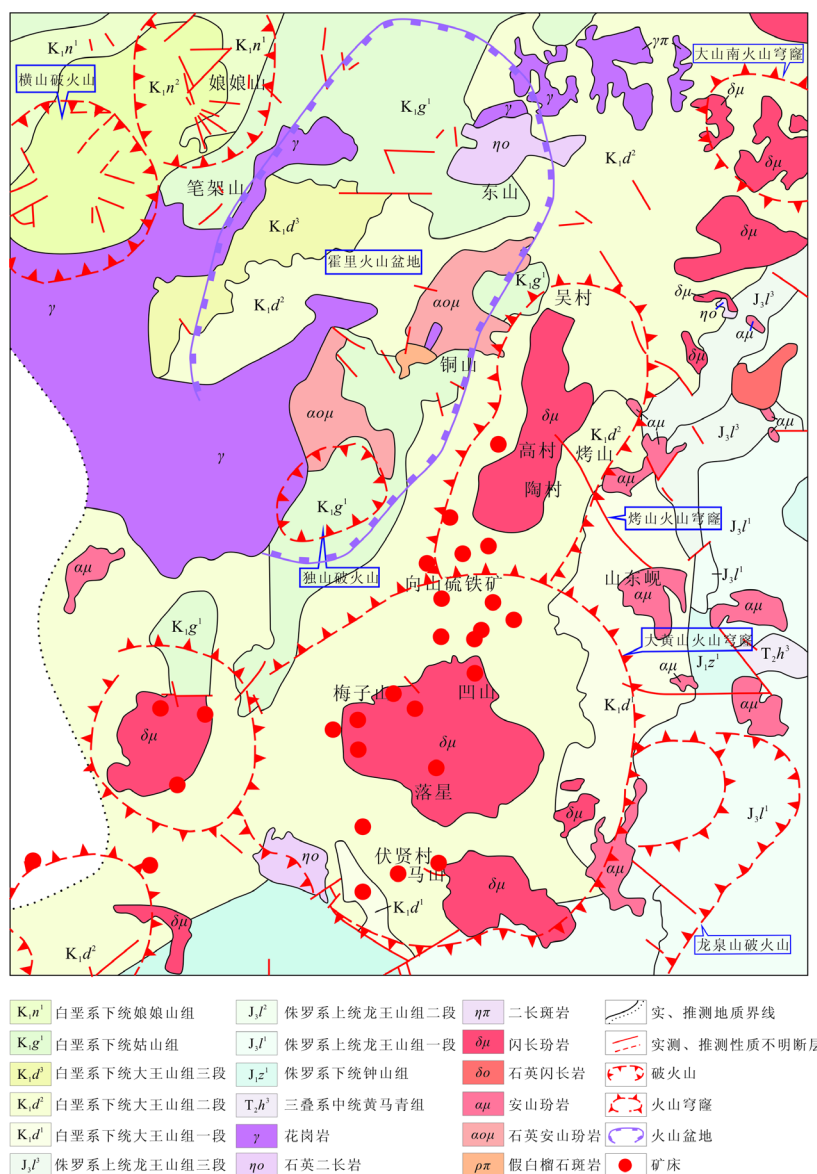 K₁n¹
K₁n¹
γπ
大山南火山穹窿
横山破火山
K₁n²
娘娘山
δμ
K₁g¹
γ
γ
γ
ηο
K₁d²
δμ
笔架山
东山
K₁d³
霍里火山盆地
K₁g¹
δμ
J₃l³
γ
αομ
吴村
ηο
K₁d²
αμ
铜山
δμ
αομ
δμ
αμ
αμ
K₁d²
J₃l³
高村
烤山
γ
αμ
K₁g¹
陶村
烤山火山穹窿
J₃l¹
αμ
独山破火山
向山硫铁矿
山东岘
J₃l¹
αμ
αμ
K₁g¹
大黄山火山穹窿
T₂h³
J₁z¹
αμ
梅子山
凹山
K₁d¹
αμ
δμ
δμ
落星
J₃l¹
δμ
ηο
伏贤村
马山
δμ
αμ
K₁d¹
δμ
K₁d²
龙泉山破火山
K₁n¹ 白垩系下统娘娘山组
K₁g¹ 白垩系下统姑山组
K₁d³ 白垩系下统大王山组三段
K₁d² 白垩系下统大王山组二段
K₁d¹ 白垩系下统大王山组一段
J₃l³ 侏罗系上统龙王山组三段
J₃l² 侏罗系上统龙王山组二段
J₃l¹ 侏罗系上统龙王山组一段
J₁z¹ 侏罗系下统钟山组
T₂h³ 三叠系中统黄马青组
γ 花岗岩
ηο 石英二长岩
ηπ 二长斑岩
δμ 闪长玢岩
δο 石英闪长岩
αμ 安山玢岩
αομ 石英安山玢岩
ρπ 假白榴石斑岩
实、推测地质界线
实测、推测性质不明断层
破火山
火山穹窿
火山盆地
矿床